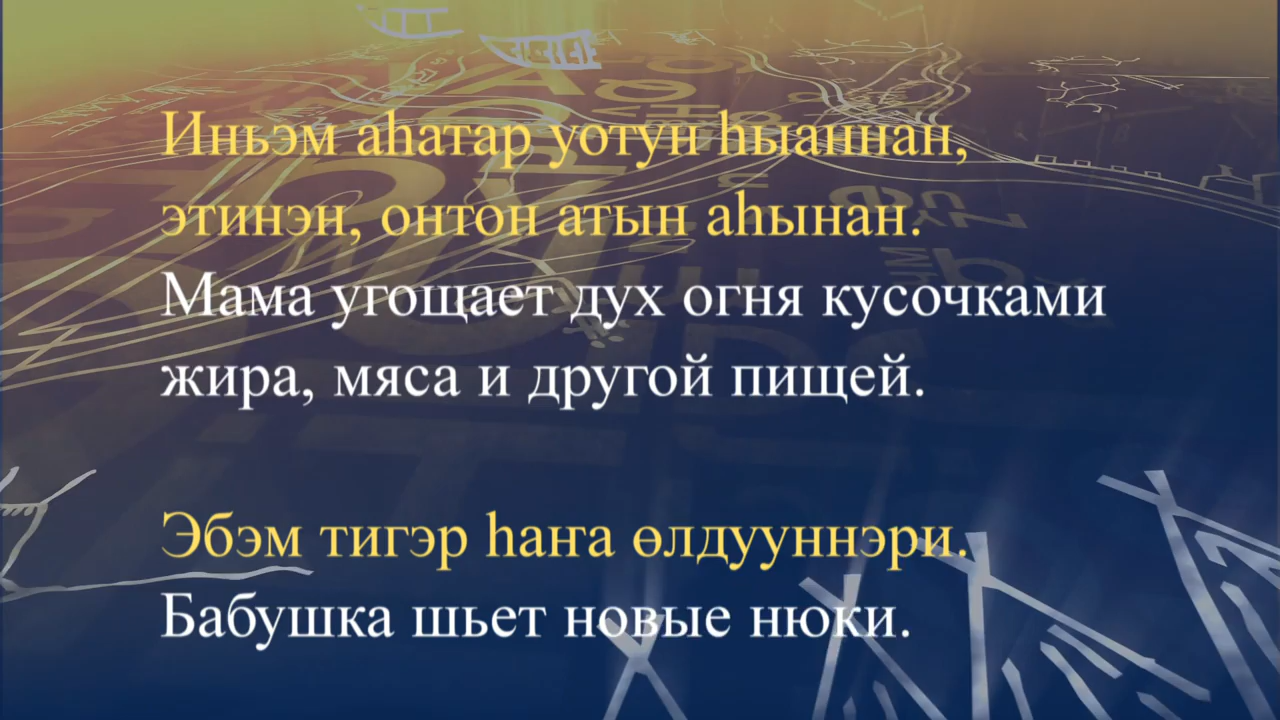 Иньэм аһатар уотун һыаннан,
этинэн, онтон атын аһынан.
Мама угощает дух огня кусочками
жира, мяса и другой пищей.
Эбэм тигэр һаҥа өлдууннэри.
Бабушка шьет новые нюки.